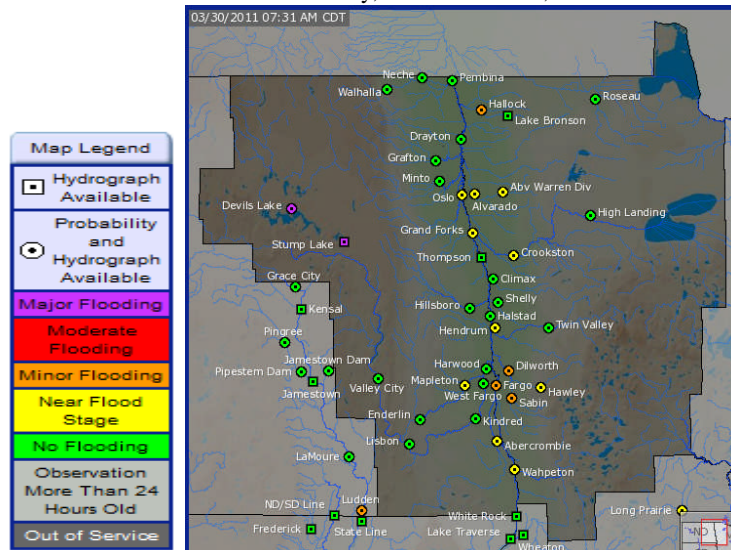 03/30/2011 07:31 AM CDT
Map Legend
Hydrograph
Available
Probability
and
Hydrograph
Available
Major Flooding
Moderate
Flooding
Minor Flooding
Near Flood
Stage
No Flooding
Observation
More Than 24
Hours Old
Out of Service
Neche
Pembina
Walhalla
Roseau
Hallock
Lake Bronson
Drayton
Grafton
Minto
Abv Warren Div
Oslo
Alvarado
Devils Lake
High Landing
Grand Forks
Stump Lake
Crookston
Thompson
Grace City
Climax
Kensal
Hillsboro
Shelly
Halstad
Hendrum
Twin Valley
Pingree
Jamestown Dam
Harwood
Dilworth
Pipestem Dam
Mapleton
Fargo
Hawley
Jamestown
Valley City
West Fargo
Sabin
Enderlin
Kindred
Lisbon
Abercrombie
LaMoure
Wahpeton
ND/SD Line
Ludden
White Rock
Long Prairie
Frederick
State Line
Lake Traverse
Wheaton
ND